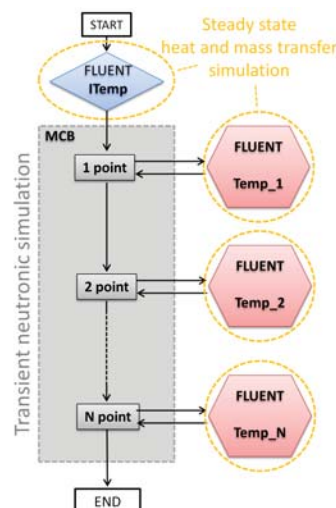 START
Steady state
heat and mass transfer
simulation
FLUENT
ITemp
MCB
1 point
FLUENT
Temp_1
2 point
FLUENT
Temp_2
N point
FLUENT
Temp_N
END
Transient neutronic simulation